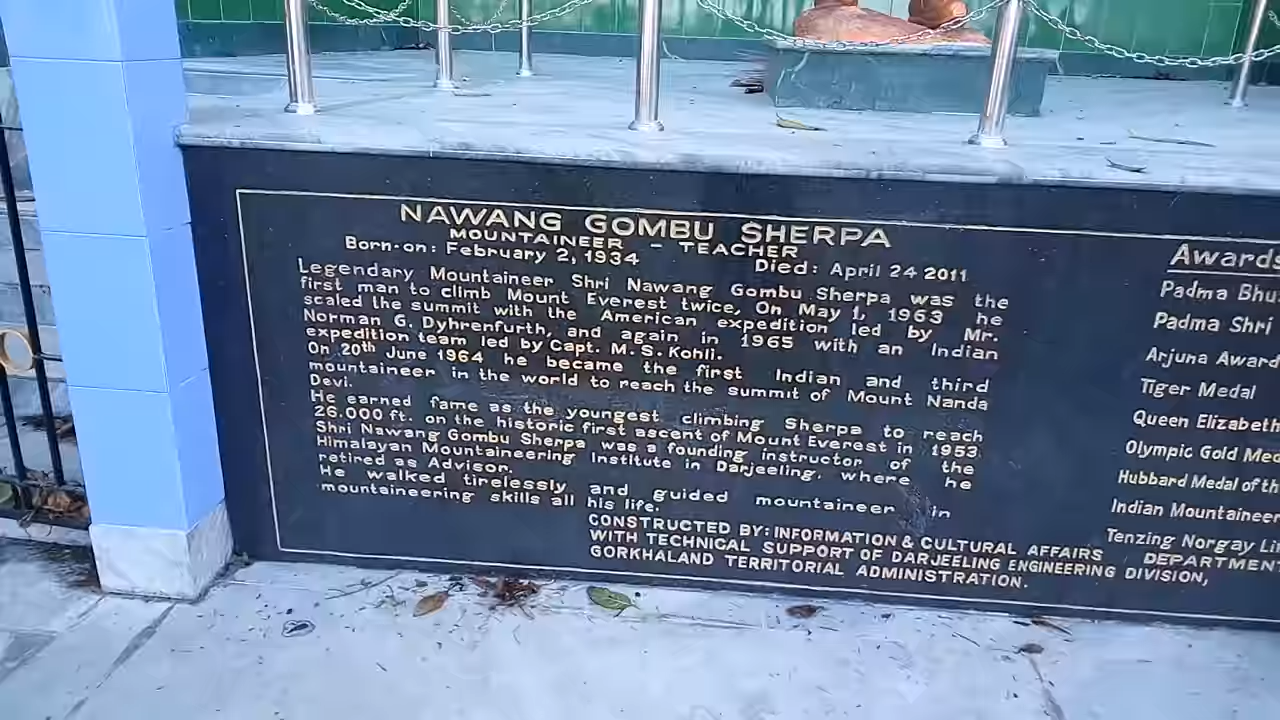 NAWANG GOMBU SHERPA
MOUNTAINEER - TEACHER
Born-on: February 2, 1934 Died: April 24 2011
Legendary Mountaineer Shri Nawang Gombu Sherpa was the
first man to climb Mount Everest twice, On May 1, 1963 he
scaled the summit with the American expedition led by Mr.
Norman G. Dyhrenfurth, and again in 1965 with an Indian
expedition team led by Capt. M.S. Kohli.
On 20th June 1964 he became the first Indian and third
mountaineer in the world to reach the summit of Mount Nanda
Devi.
He earned fame as the youngest climbing Sherpa to reach
26.000 ft. on the historic first ascent of Mount Everest in 1953.
Shri Nawang Gombu Sherpa was a founding instructor of the
Himalayan Mountaineering Institute in Darjeeling, where he
retired as Advisor.
He walked tirelessly and guided mountaineer in
mountaineering skills all his life.
CONSTRUCTED BY: INFORMATION & CULTURAL AFFAIRS DEPARTMENT
WITH TECHNICAL SUPPORT OF DARJEELING ENGINEERING DIVISION,
GORKHALAND TERRITORIAL ADMINISTRATION.
Awards
Padma Bhu
Padma Shri
Arjuna Award
Tiger Medal
Queen Elizabeth
Olympic Gold Med
Hubbard Medal of th
Indian Mountaineer
Tenzing Norgay Li